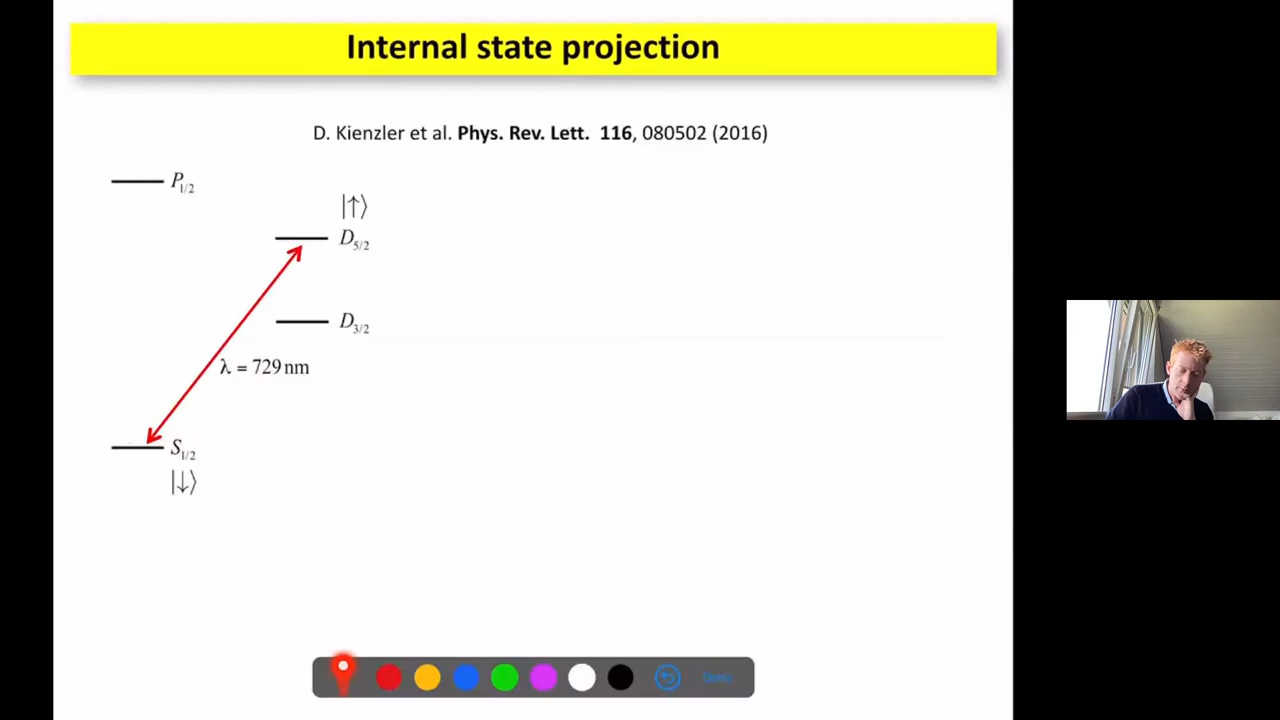 Internal state projection
D. Kienzler et al. Phys. Rev. Lett. 116, 080502 (2016)
P1/2
|↑⟩
D5/2
D3/2
λ = 729 nm
S1/2
|↓⟩
Done